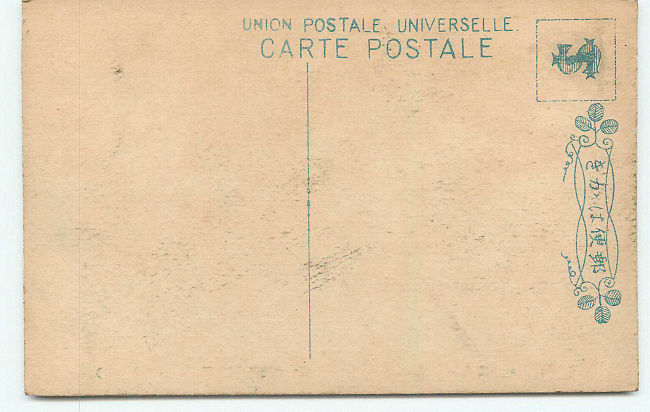 UNION POSTALE UNIVERSELLE.
CARTE POSTALE
郵便はかき